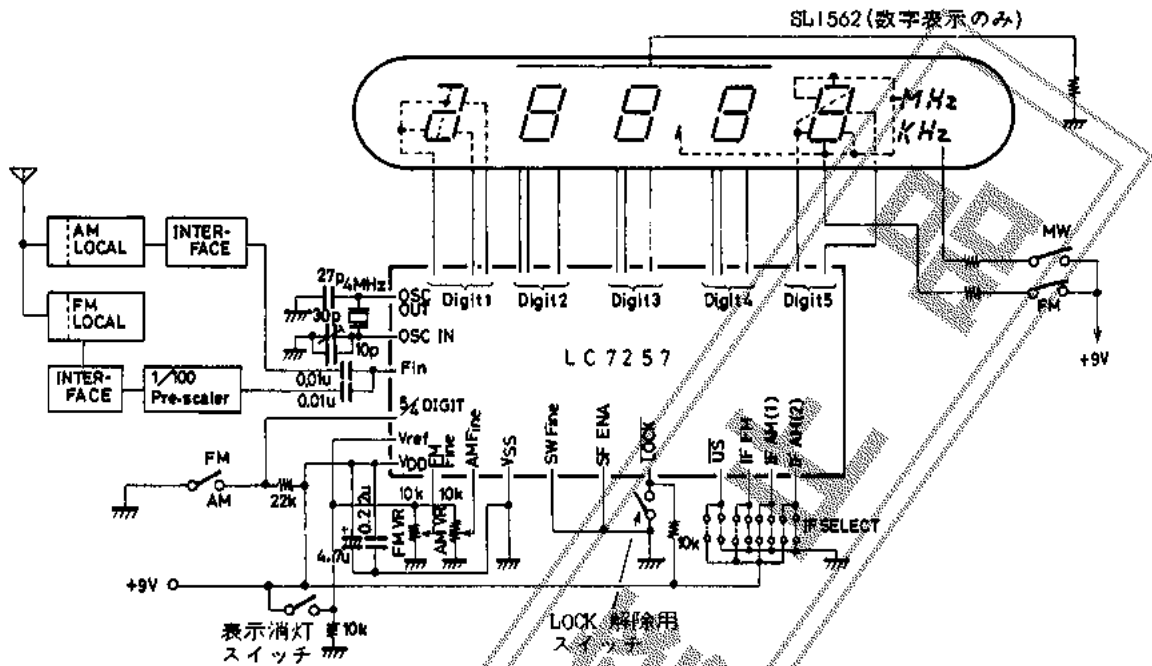 SL1562(数字表示のみ)
MHz
KHz
AM
LOCAL
INTER-
FACE
FM
LOCAL
INTER-
FACE
1/100
Pre-scaler
27p
4MHz
30p
10p
0.01u
0.01u
OSC
OUT
OSC IN
Fin
5/4 DIGIT
Vref
VDD
Digit1
Digit2
Digit3
Digit4
Digit5
LC7257
MW
FM
+9V
FM
Fine
AM Fine
VSS
SW Fine
SF ENA
LOCK
US
IF FM
IF AM(1)
IF AM(2)
FM
AM
22k
4.7u
0.22u
10k
FM VR
10k
AM VR
10k
IF SELECT
+9V
表示消灯
スイッチ
10k
LOCK 解除用
スイッチ